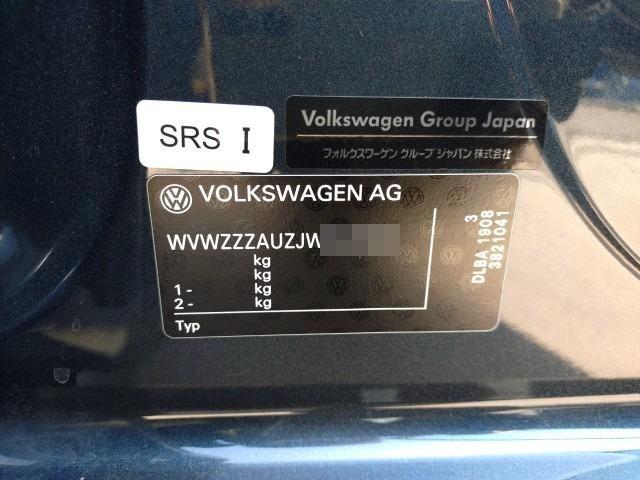 SRS I
Volkswagen Group Japan
フォルクスワーゲン グループ ジャパン 株式会社
VOLKSWAGEN AG
WVWZZZAUZJW
kg
kg
1 - kg
2 - kg
Typ
3
DLBA 1908
3821041